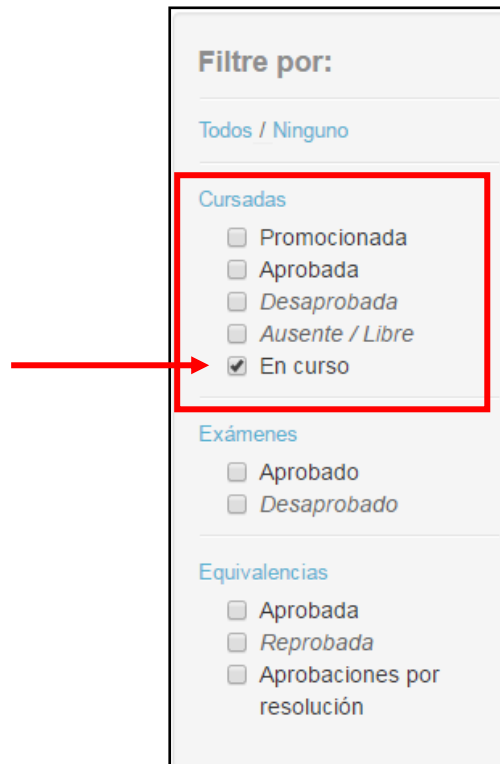 Filtre por:
Todos / Ninguno
Cursadas
Promocionada
Aprobada
Desaprobada
Ausente / Libre
En curso
Exámenes
Aprobado
Desaprobado
Equivalencias
Aprobada
Reprobada
Aprobaciones por
resolución